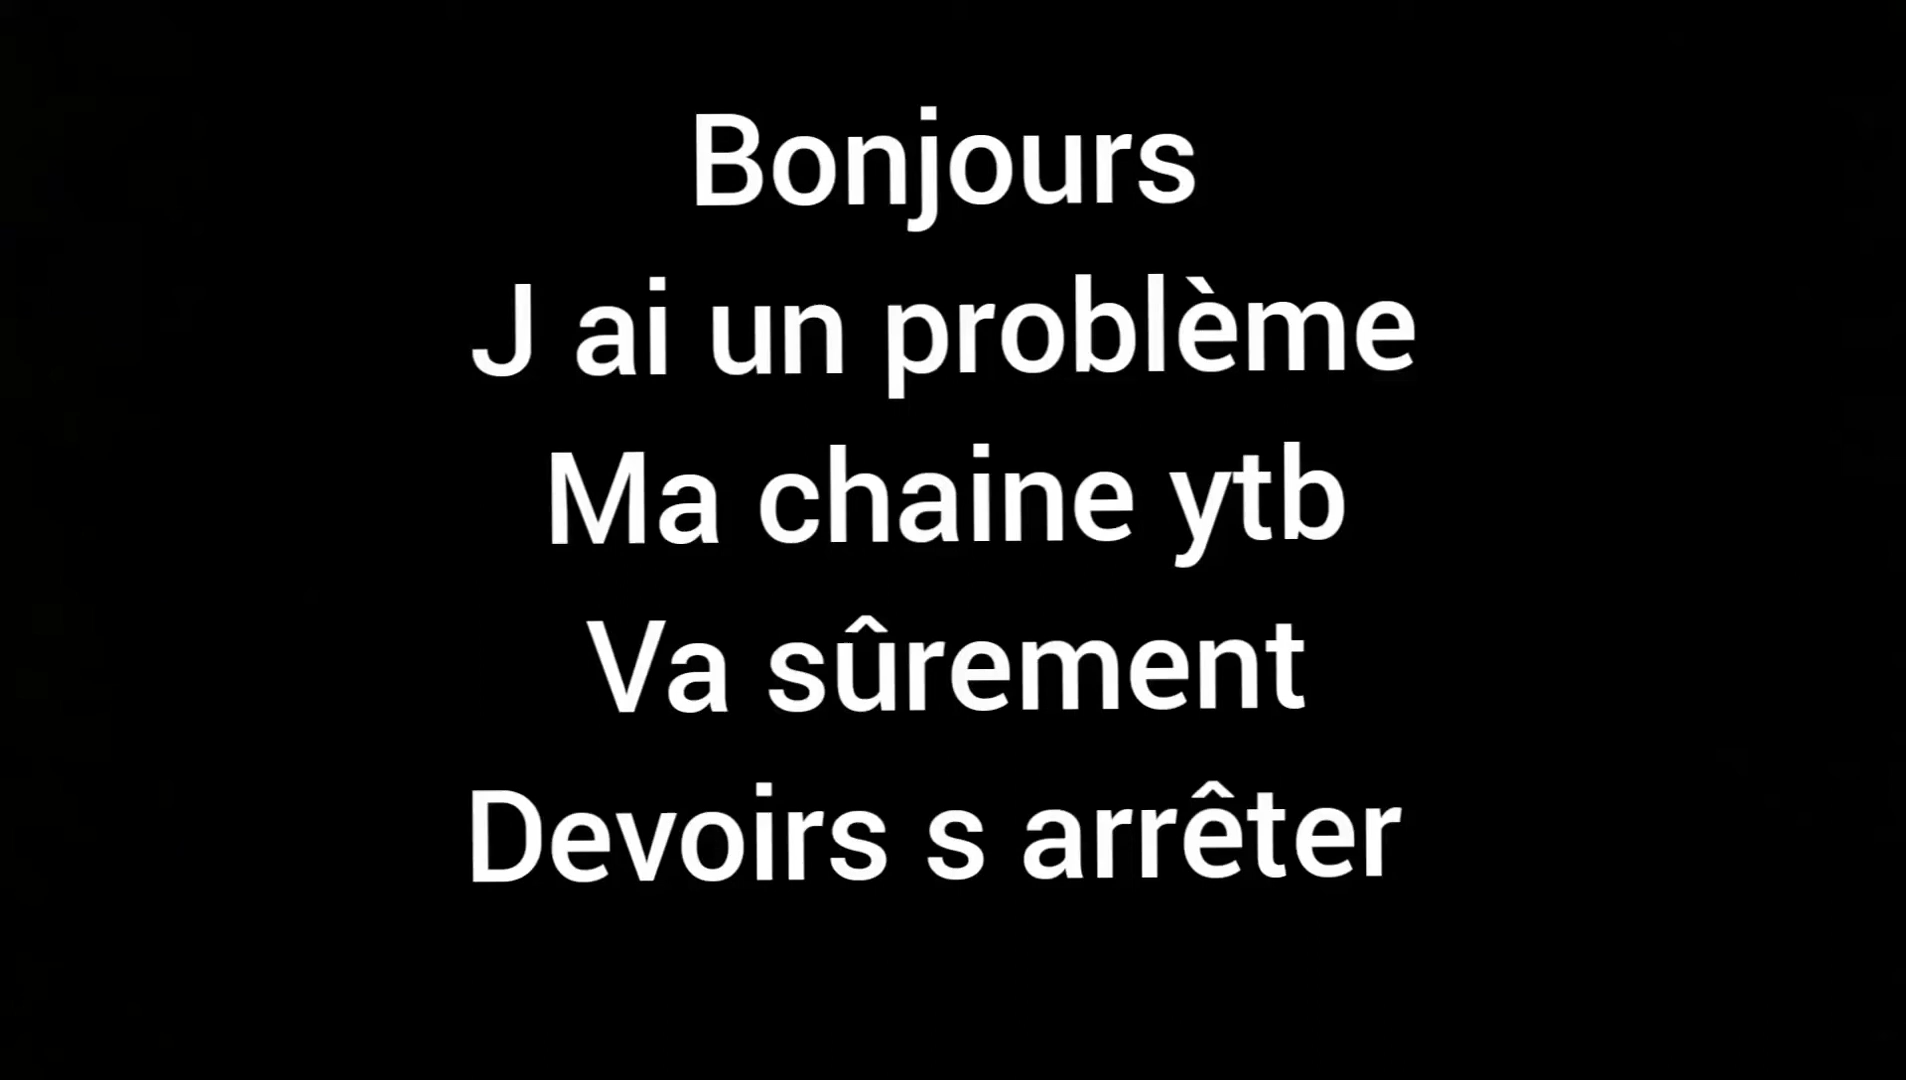 Bonjours
J ai un problème
Ma chaine ytb
Va sûrement
Devoirs s arrêter